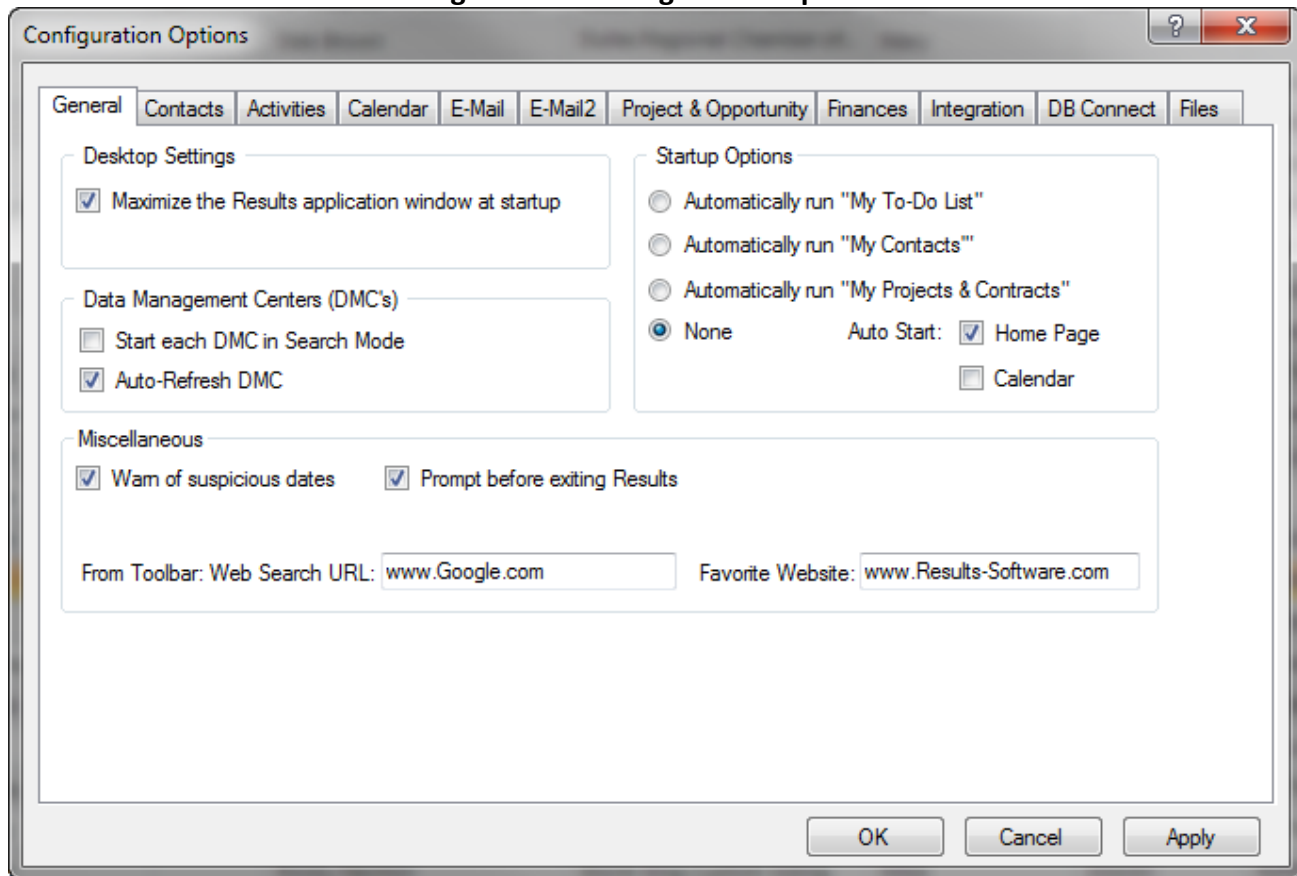 Configuration Options
General Contacts Activities Calendar E-Mail E-Mail2 Project & Opportunity Finances Integration DB Connect Files
Desktop Settings
Maximize the Results application window at startup
Startup Options
Automatically run "My To-Do List"
Automatically run "My Contacts'"
Automatically run "My Projects & Contracts"
None Auto Start: Home Page
Calendar
Data Management Centers (DMC's)
Start each DMC in Search Mode
Auto-Refresh DMC
Miscellaneous
Warn of suspicious dates Prompt before exiting Results
From Toolbar: Web Search URL: www.Google.com Favorite Website: www.Results-Software.com
OK Cancel Apply